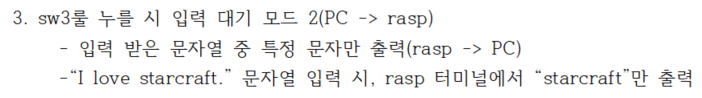 3. sw3룰 누를 시 입력 대기 모드 2(PC -> rasp)
- 입력 받은 문자열 중 특정 문자만 출력(rasp -> PC)
-“I love starcraft.” 문자열 입력 시, rasp 터미널에서 “starcraft”만 출력